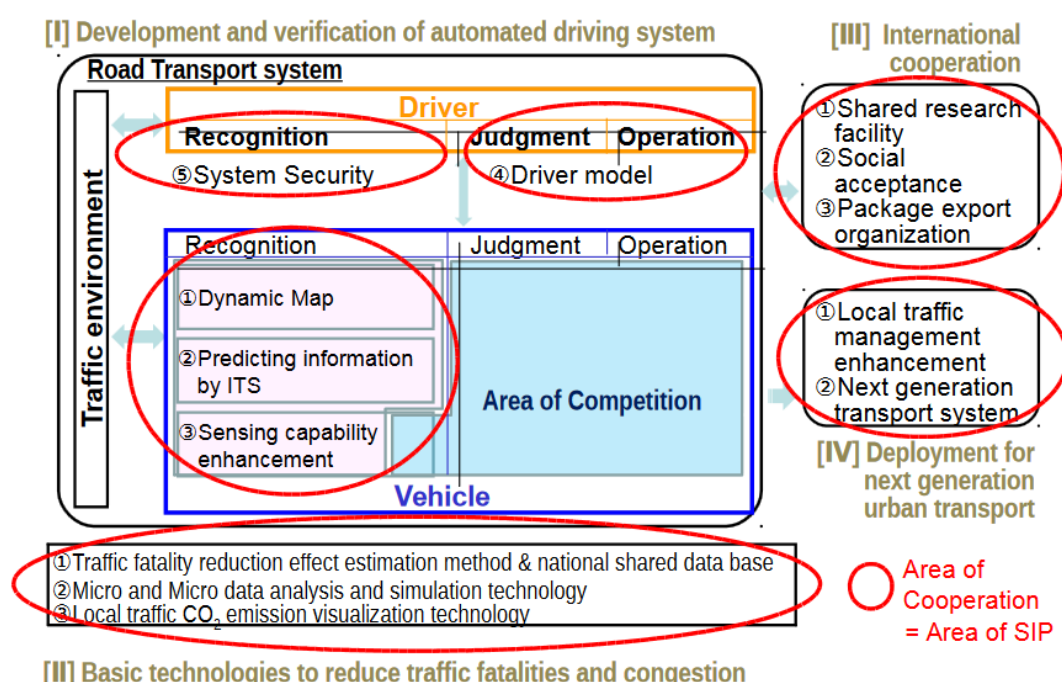 [Ⅰ] Development and verification of automated driving system
Road Transport system
Traffic environment
Driver
Recognition Judgment Operation
⑤System Security
④Driver model
Recognition Judgment Operation
①Dynamic Map
②Predicting information
by ITS
③Sensing capability
enhancement
Area of Competition
Vehicle
[Ⅲ] International
cooperation
①Shared research
facility
②Social
acceptance
③Package export
organization
①Local traffic
management
enhancement
②Next generation
transport system
[Ⅳ] Deployment for
next generation
urban transport
①Traffic fatality reduction effect estimation method & national shared data base
②Micro and Micro data analysis and simulation technology
③Local traffic CO₂ emission visualization technology
[Ⅱ] Basic technologies to reduce traffic fatalities and congestion
Area of
Cooperation
= Area of SIP